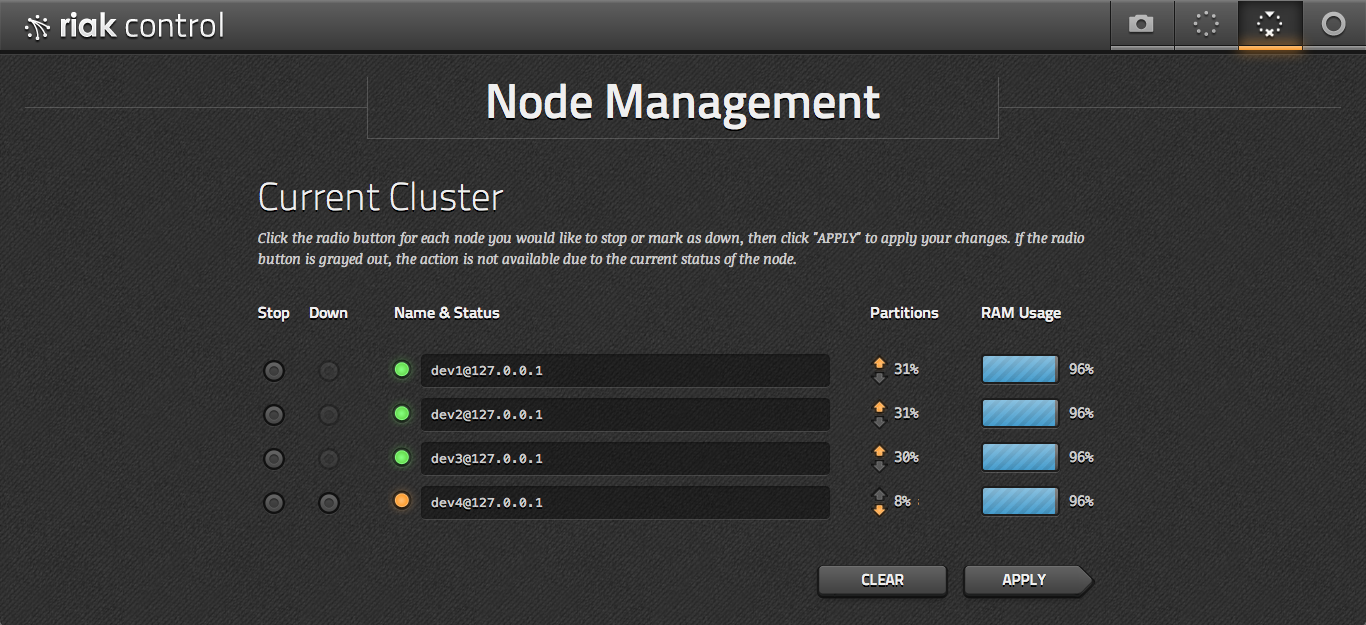 riak control
Node Management
Current Cluster
Click the radio button for each node you would like to stop or mark as down, then click "APPLY" to apply your changes. If the radio
button is grayed out, the action is not available due to the current status of the node.
Stop Down Name & Status Partitions RAM Usage
dev1@127.0.0.1 31% 96%
dev2@127.0.0.1 31% 96%
dev3@127.0.0.1 30% 96%
dev4@127.0.0.1 8% 96%
CLEAR APPLY